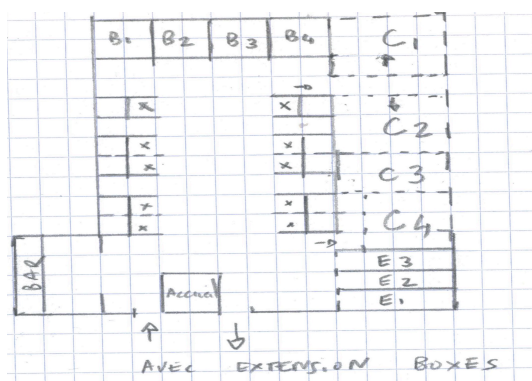 B1 B2 B3 B4 C1
x x
C2
x x
x x
C3
x x
x x
C4
BAR
E3
E2
Accueil
E1
AVEC EXTENSION BOXES